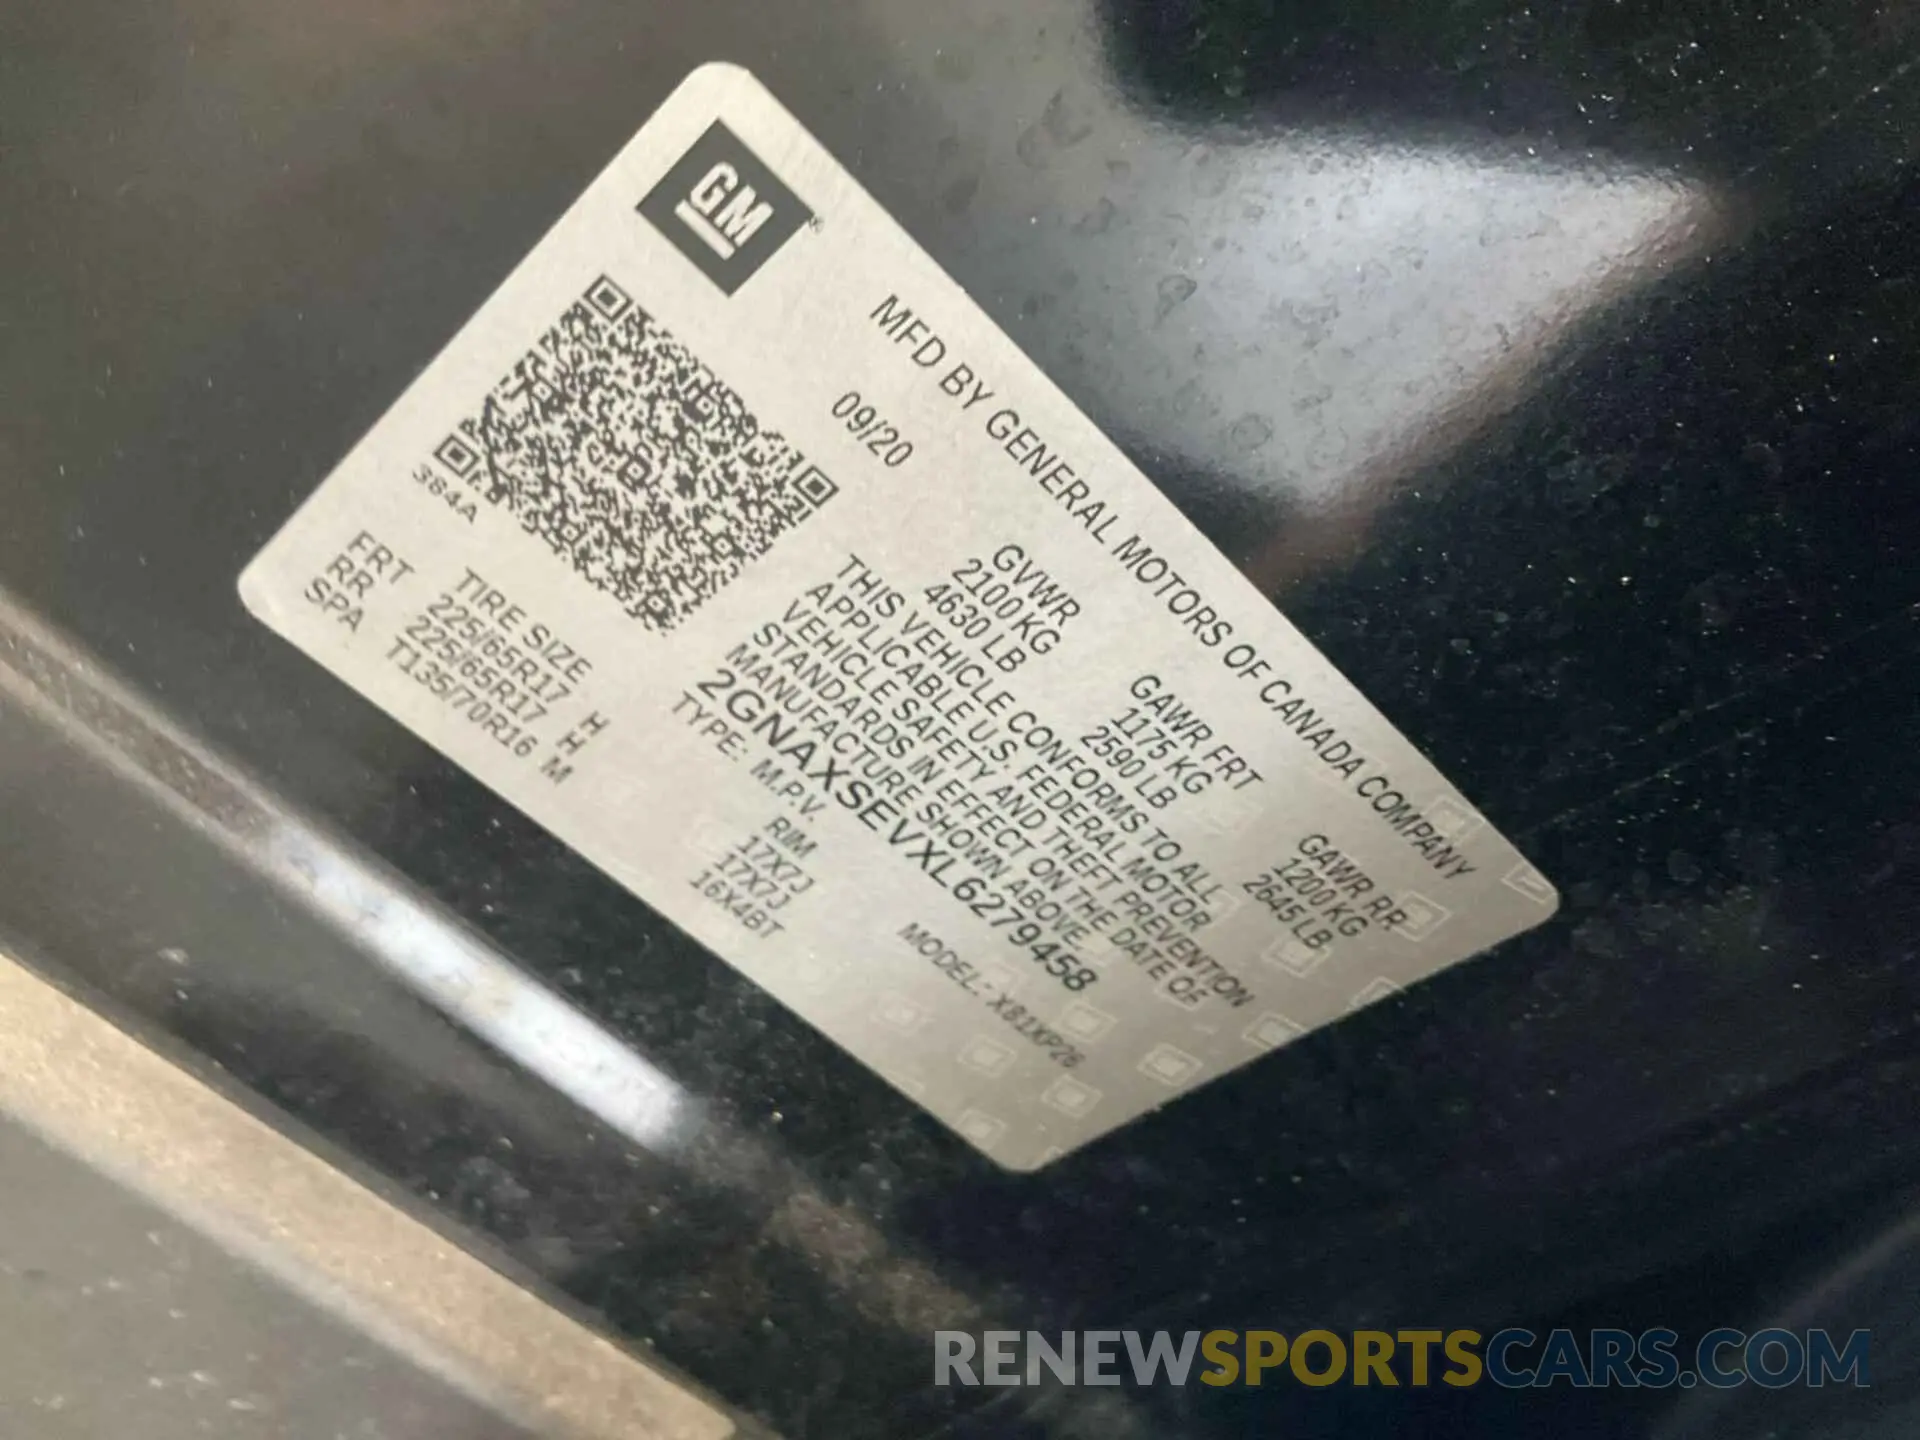 GM®
MFD BY GENERAL MOTORS OF CANADA COMPANY
09/20
GVWR GAWR FRT GAWR RR
2100 KG 1175 KG 1200 KG
4630 LB 2590 LB 2645 LB
THIS VEHICLE CONFORMS TO ALL
APPLICABLE U.S. FEDERAL MOTOR
VEHICLE SAFETY AND THEFT PREVENTION
STANDARDS IN EFFECT ON THE DATE OF
MANUFACTURE SHOWN ABOVE.
2GNAXSEVXL6279458
TYPE: M.P.V. MODEL: X81XP26
384A
TIRE SIZE RIM
FRT 225/65R17 H 17X7J
RR 225/65R17 H 17X7J
SPA T135/70R16 M 16X4BT
RENEWSPORTSCARS.COM